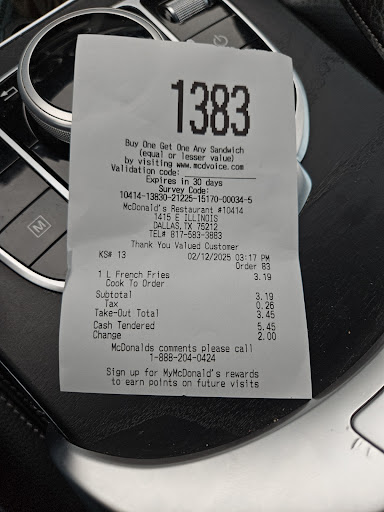 1383
Buy One Get One Any Sandwich
(equal or lesser value)
by visiting www.mcdvoice.com
Validation code: ____________
Expires in 30 days
Survey Code:
10414-13830-21225-15170-00034-5
McDonald's Restaurant #10414
1415 E ILLINOIS
DALLAS,TX 75212
TEL# 817-583-3883
Thank You Valued Customer
KS# 13 02/12/2025 03:17 PM
Order 83
1 L French Fries 3.19
Cook To Order
Subtotal 3.19
Tax 0.26
Take-Out Total 3.45
Cash Tendered 5.45
Change 2.00
McDonalds comments please call
1-888-204-0424
Sign up for MyMcDonald's rewards
to earn points on future visits
M